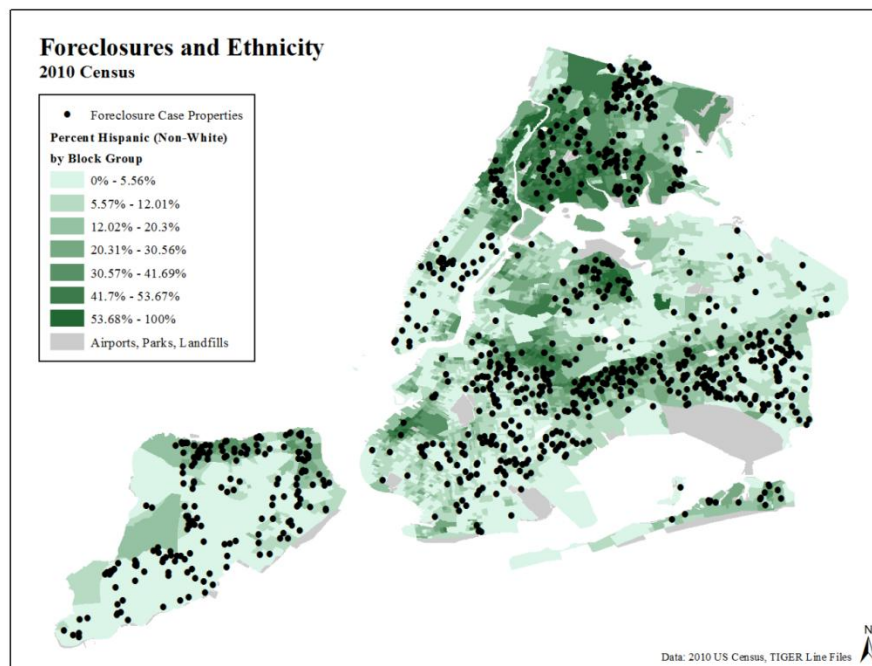 Foreclosures and Ethnicity
2010 Census
Foreclosure Case Properties
Percent Hispanic (Non-White)
by Block Group
0% - 5.56%
5.57% - 12.01%
12.02% - 20.3%
20.31% - 30.56%
30.57% - 41.69%
41.7% - 53.67%
53.68% - 100%
Airports, Parks, Landfills
N
Data: 2010 US Census, TIGER Line Files